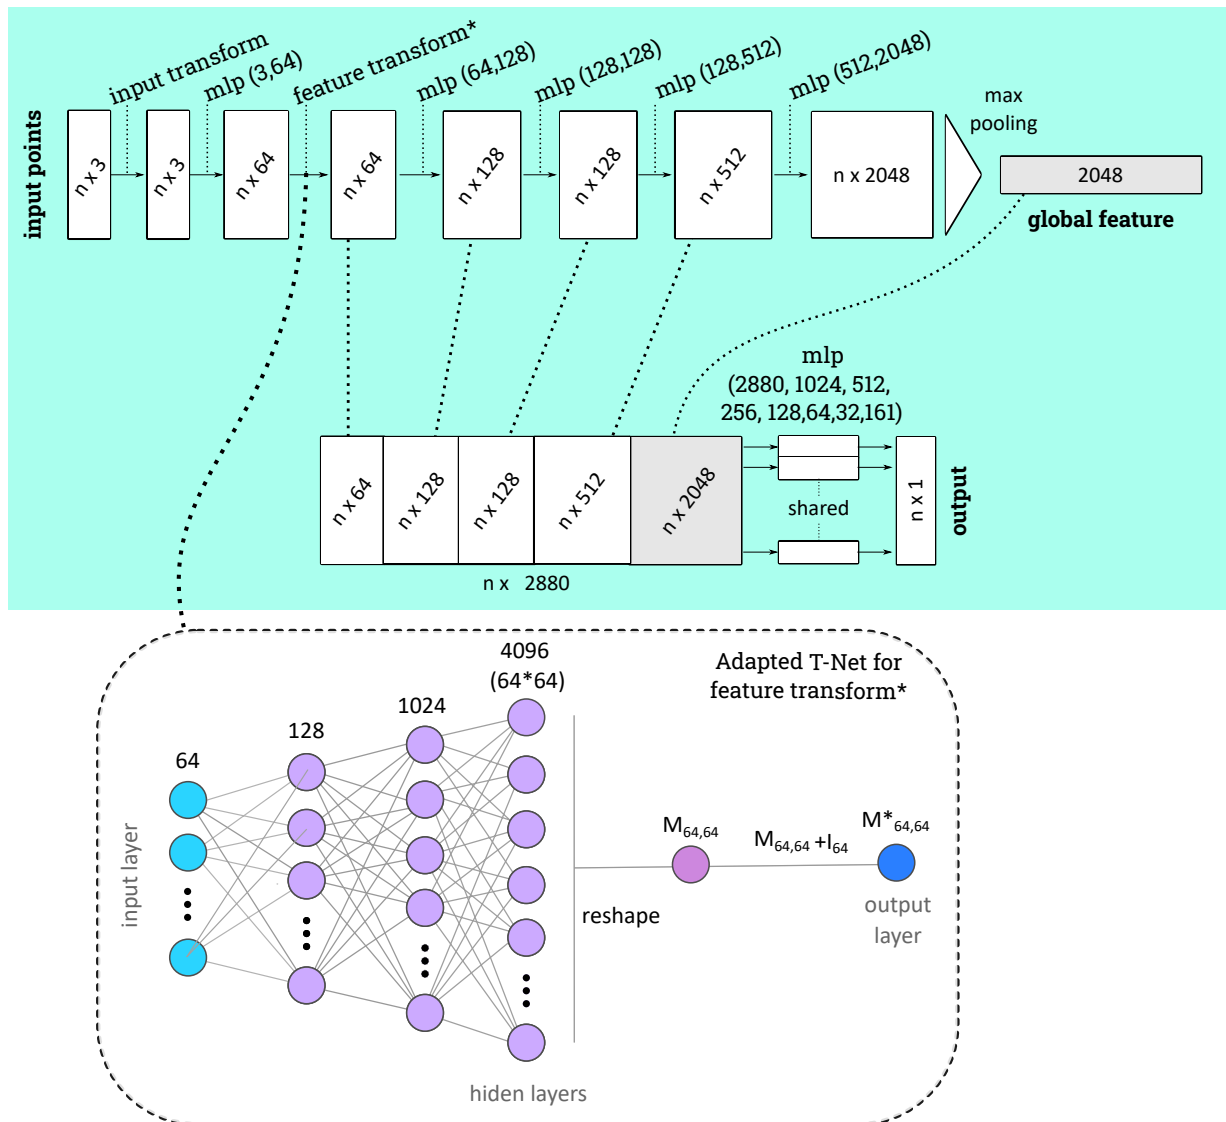 input transform
mlp (3,64)
feature transform*
mlp (64,128)
mlp (128,128)
mlp (128,512)
mlp (512,2048)
max
pooling
input points
n x 3
n x 3
n x 64
n x 64
n x 128
n x 128
n x 512
n x 2048
2048
global feature
mlp
(2880, 1024, 512,
256, 128,64,32,161)
n x 64
n x 128
n x 128
n x 512
n x 2048
shared
n x 1
output
n x 2880
Adapted T-Net for
feature transform*
4096
(64*64)
1024
128
64
input layer
M64,64
M64,64 +I64
M*64,64
reshape
output
layer
hiden layers